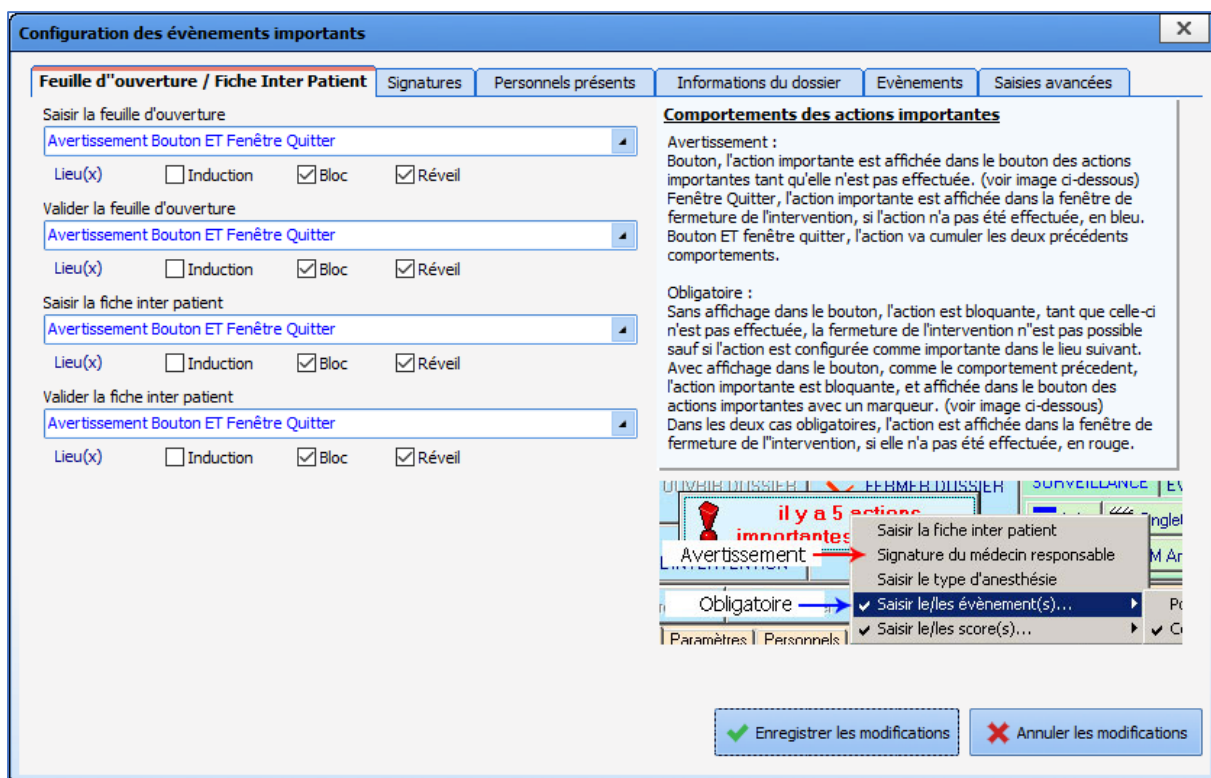 Configuration des évènements importants
Feuille d"ouverture / Fiche Inter Patient
Signatures
Personnels présents
Informations du dossier
Evènements
Saisies avancées
Saisir la feuille d'ouverture
Avertissement Bouton ET Fenêtre Quitter
Lieu(x) Induction Bloc Réveil
Valider la feuille d'ouverture
Avertissement Bouton ET Fenêtre Quitter
Lieu(x) Induction Bloc Réveil
Saisir la fiche inter patient
Avertissement Bouton ET Fenêtre Quitter
Lieu(x) Induction Bloc Réveil
Valider la fiche inter patient
Avertissement Bouton ET Fenêtre Quitter
Lieu(x) Induction Bloc Réveil
Comportements des actions importantes
Avertissement :
Bouton, l'action importante est affichée dans le bouton des actions
importantes tant qu'elle n'est pas effectuée. (voir image ci-dessous)
Fenêtre Quitter, l'action importante est affichée dans la fenêtre de
fermeture de l'intervention, si l'action n'a pas été effectuée, en bleu.
Bouton ET fenêtre quitter, l'action va cumuler les deux précédents
comportements.
Obligatoire :
Sans affichage dans le bouton, l'action est bloquante, tant que celle-ci
n'est pas effectuée, la fermeture de l'intervention n"est pas possible
sauf si l'action est configurée comme importante dans le lieu suivant.
Avec affichage dans le bouton, comme le comportement précedent,
l'action importante est bloquante, et affichée dans le bouton des
actions importantes avec un marqueur. (voir image ci-dessous)
Dans les deux cas obligatoires, l'action est affichée dans la fenêtre de
fermeture de l"intervention, si elle n'a pas été effectuée, en rouge.
OUVRIR DOSSIER
FERMER DOSSIER
SURVEILLANCE
il y a 5 actions
importantes
Saisir la fiche inter patient
Avertissement
Signature du médecin responsable
Saisir le type d'anesthésie
Obligatoire
Saisir le/les évènement(s)...
Saisir le/les score(s)...
Paramètres
Personnels
Enregistrer les modifications
Annuler les modifications